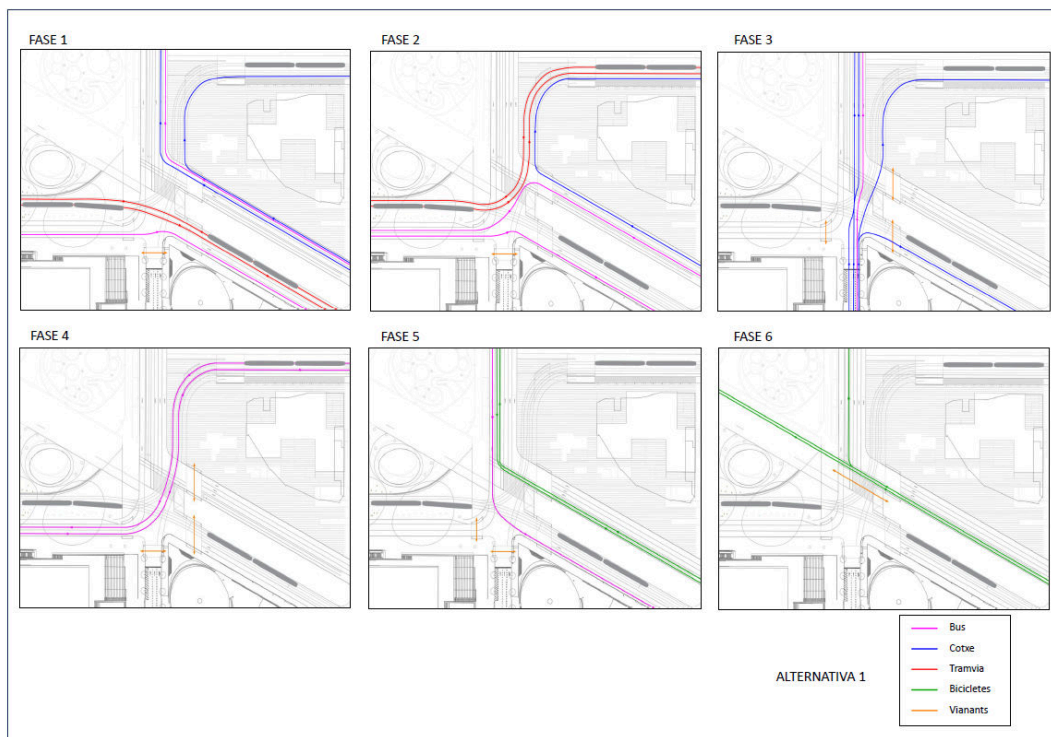 FASE 1
FASE 2
FASE 3
FASE 4
FASE 5
FASE 6
ALTERNATIVA 1
Bus
Cotxe
Tramvia
Bicicletes
Vianants